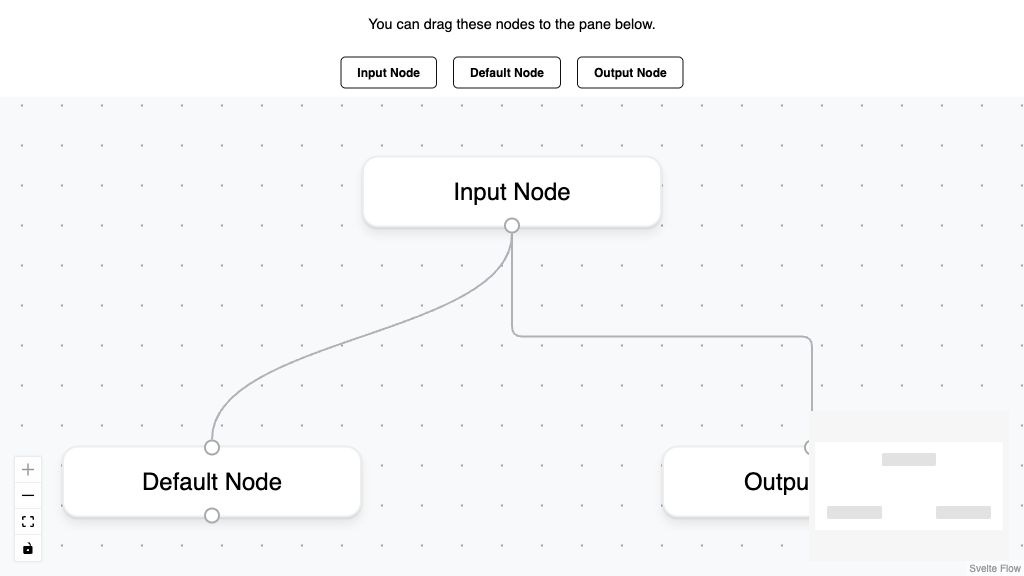 You can drag these nodes to the pane below.
Input Node
Default Node
Output Node
Input Node
Default Node
Outpu
Svelte Flow